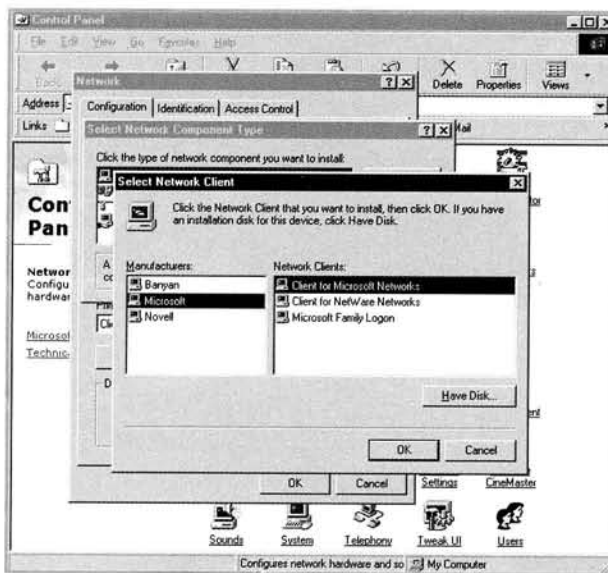 Control Panel
File Edit View Go Favorites Help
Back
Delete Properties Views
Address
Links
Mail
Network
Configuration Identification Access Control
Select Network Component Type
Click the type of network component you want to install:
Select Network Client
Click the Network Client that you want to install, then click OK. If you have
an installation disk for this device, click Have Disk.
Manufacturers:
Network Clients:
Banyan
Microsoft
Novell
Client for Microsoft Networks
Client for NetWare Networks
Microsoft Family Logon
Have Disk...
OK Cancel
Con
Pan
Networ
Configu
hardwar
Microsof
Technic
OK Cancel
Settings CineMaster
Sounds System Telephony Tweak UI Users
Configures network hardware and so My Computer